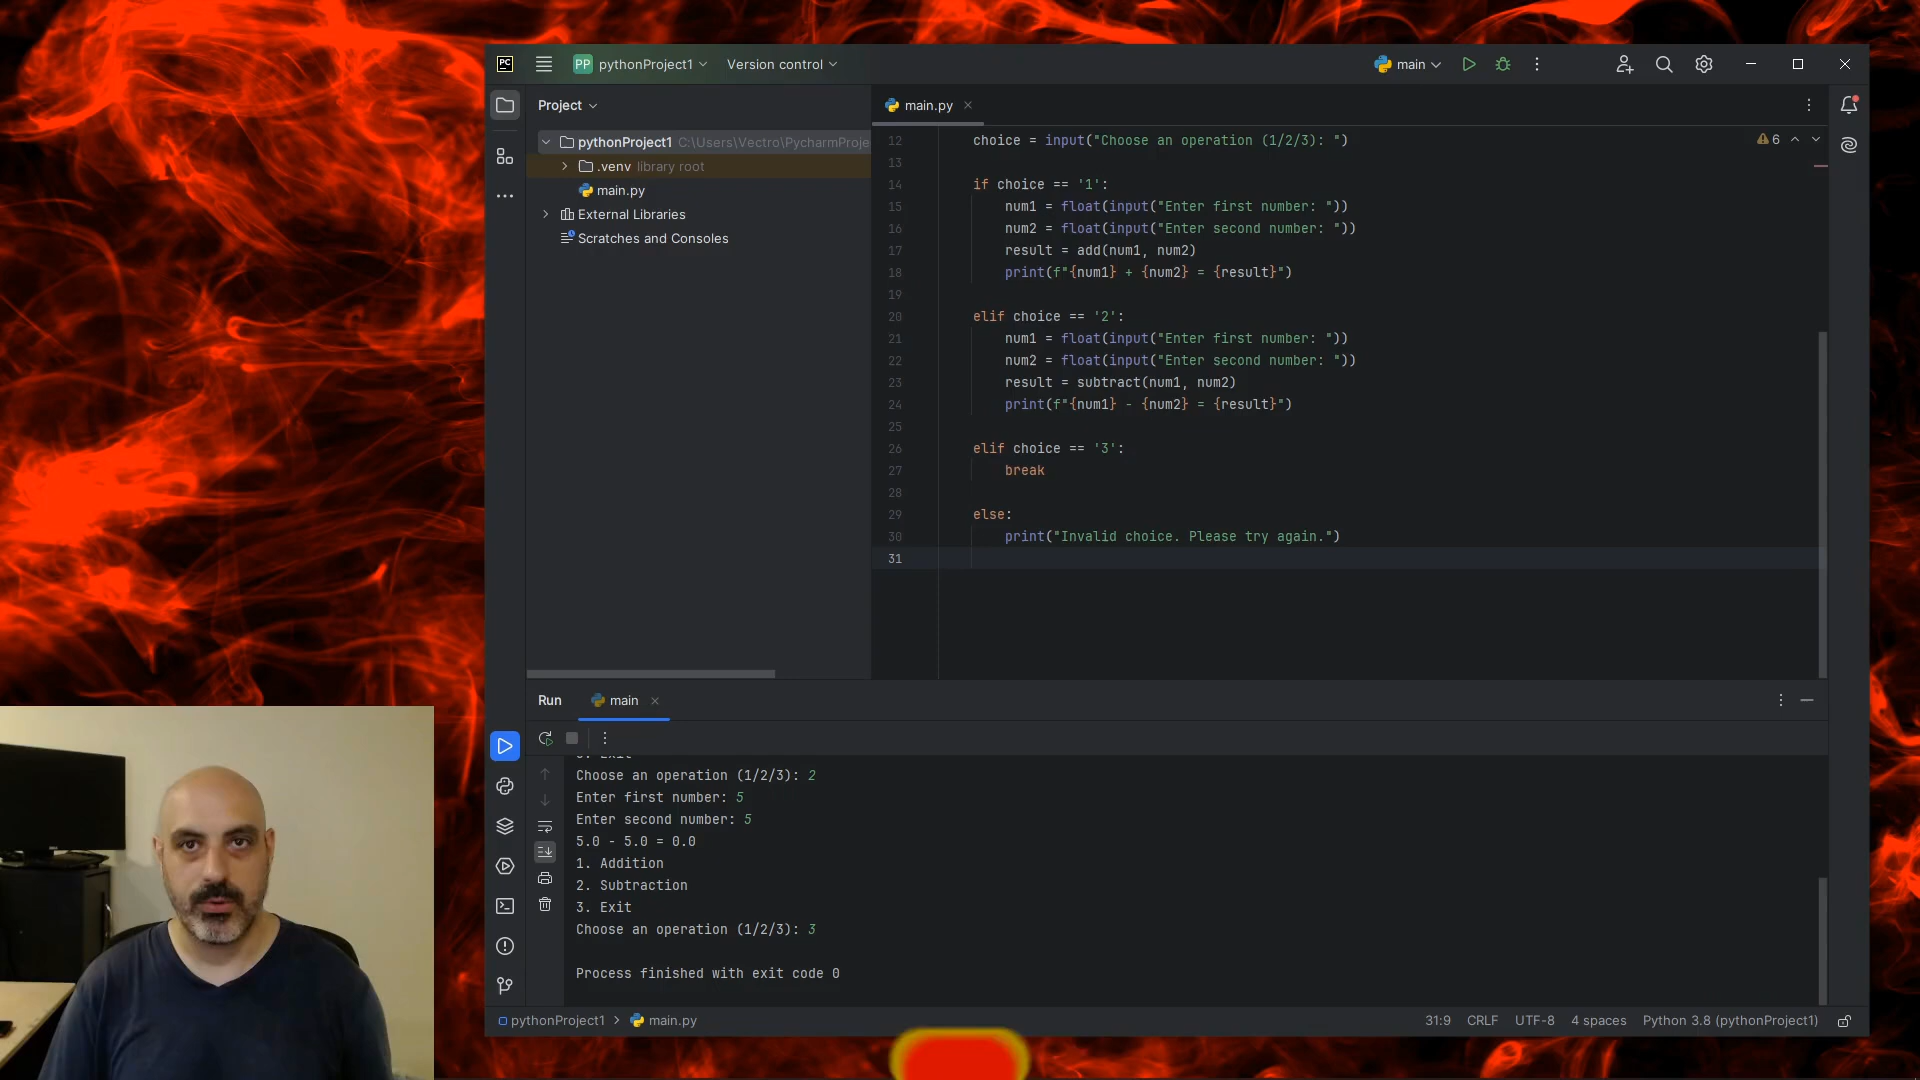 PC
PP pythonProject1
Version control
main
Project
main.py
pythonProject1 C:\Users\Vectro\PycharmProje
.venv library root
main.py
External Libraries
Scratches and Consoles
6
12 choice = input("Choose an operation (1/2/3): ")
13
14 if choice == '1':
15 num1 = float(input("Enter first number: "))
16 num2 = float(input("Enter second number: "))
17 result = add(num1, num2)
18 print(f"{num1} + {num2} = {result}")
19
20 elif choice == '2':
21 num1 = float(input("Enter first number: "))
22 num2 = float(input("Enter second number: "))
23 result = subtract(num1, num2)
24 print(f"{num1} - {num2} = {result}")
25
26 elif choice == '3':
27 break
28
29 else:
30 print("Invalid choice. Please try again.")
31
Run
main
Choose an operation (1/2/3): 2
Enter first number: 5
Enter second number: 5
5.0 - 5.0 = 0.0
1. Addition
2. Subtraction
3. Exit
Choose an operation (1/2/3): 3
Process finished with exit code 0
pythonProject1
main.py
31:9
CRLF
UTF-8
4 spaces
Python 3.8 (pythonProject1)